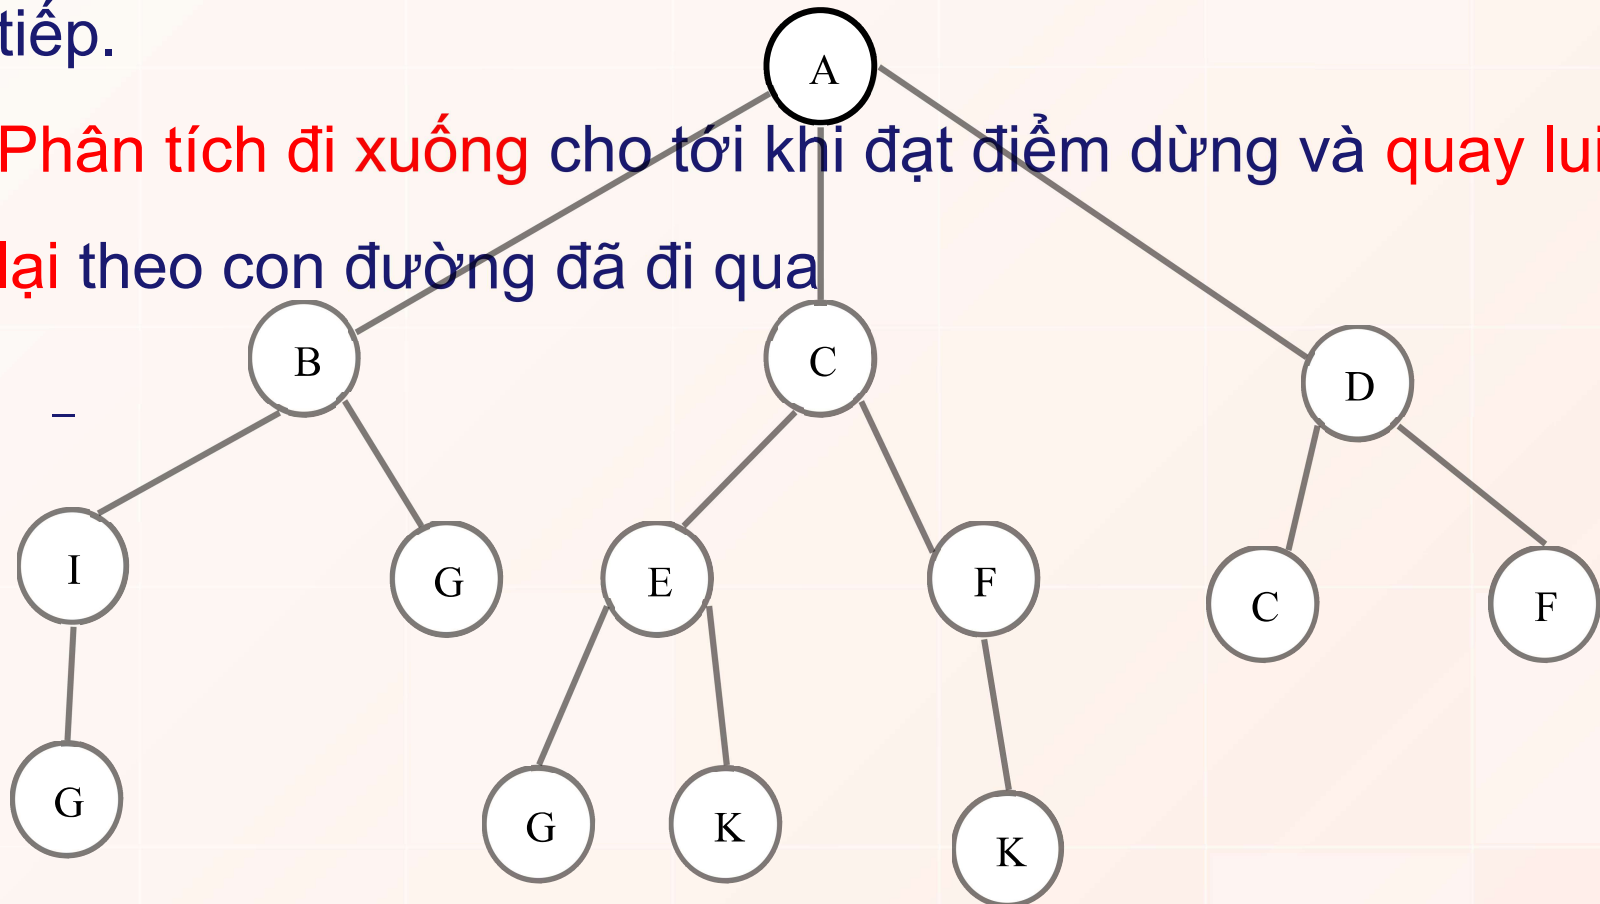 tiếp.
A
Phân tích đi xuống cho tới khi đạt điểm dừng và quay lui
lại theo con đường đã đi qua
B
C
D
–
I
G
E
F
C
F
G
G
K
K